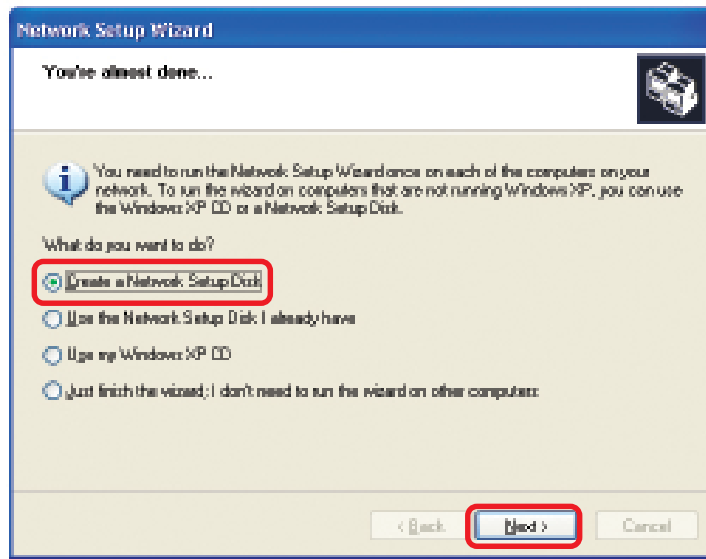 Network Setup Wizard
You're almost done...
You need to run the Network Setup Wizard once on each of the computers on your
network. To run the wizard on computers that are not running Windows XP, you can use
the Windows XP CD or a Network Setup Disk.
What do you want to do?
Create a Network Setup Disk
Use the Network Setup Disk I already have
Use my Windows XP CD
Just finish the wizard; I don't need to run the wizard on other computers
< Back
Next >
Cancel